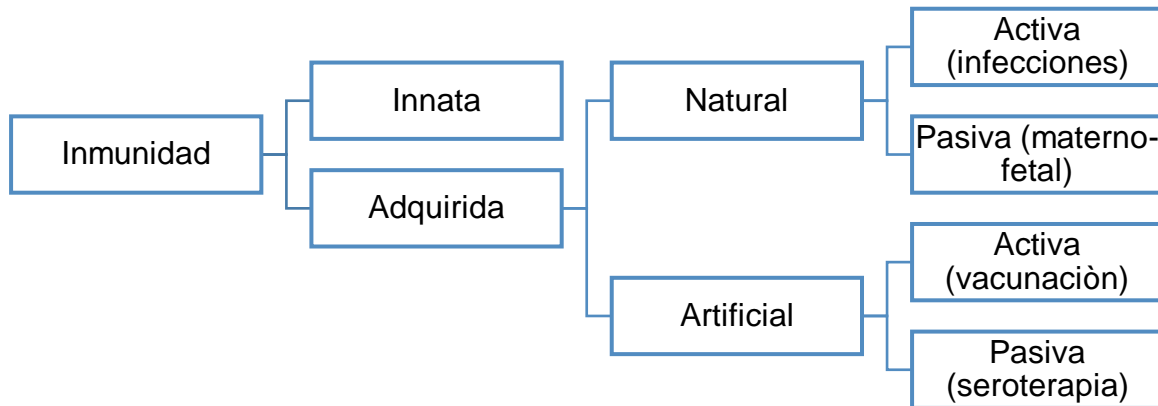 Inmunidad
Innata
Adquirida
Natural
Artificial
Activa
(infecciones)
Pasiva (materno-
fetal)
Activa
(vacunaciòn)
Pasiva
(seroterapia)